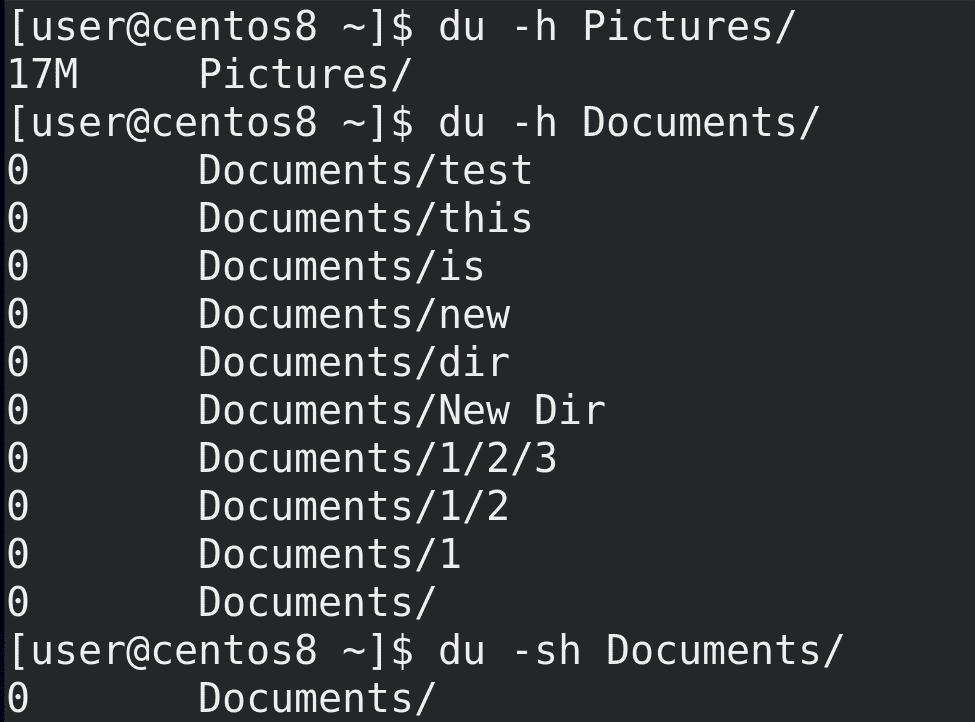 [user@centos8 ~]$ du -h Pictures/
17M     Pictures/
[user@centos8 ~]$ du -h Documents/
0       Documents/test
0       Documents/this
0       Documents/is
0       Documents/new
0       Documents/dir
0       Documents/New Dir
0       Documents/1/2/3
0       Documents/1/2
0       Documents/1
0       Documents/
[user@centos8 ~]$ du -sh Documents/
0       Documents/